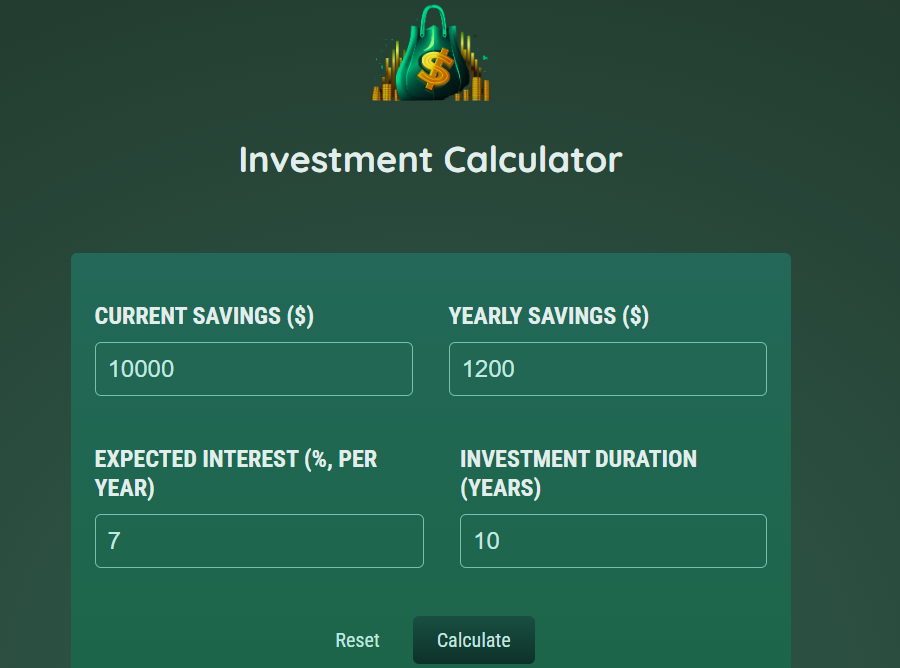 $
Investment Calculator
CURRENT SAVINGS ($)
YEARLY SAVINGS ($)
10000
1200
EXPECTED INTEREST (%, PER
YEAR)
INVESTMENT DURATION
(YEARS)
7
10
Reset
Calculate